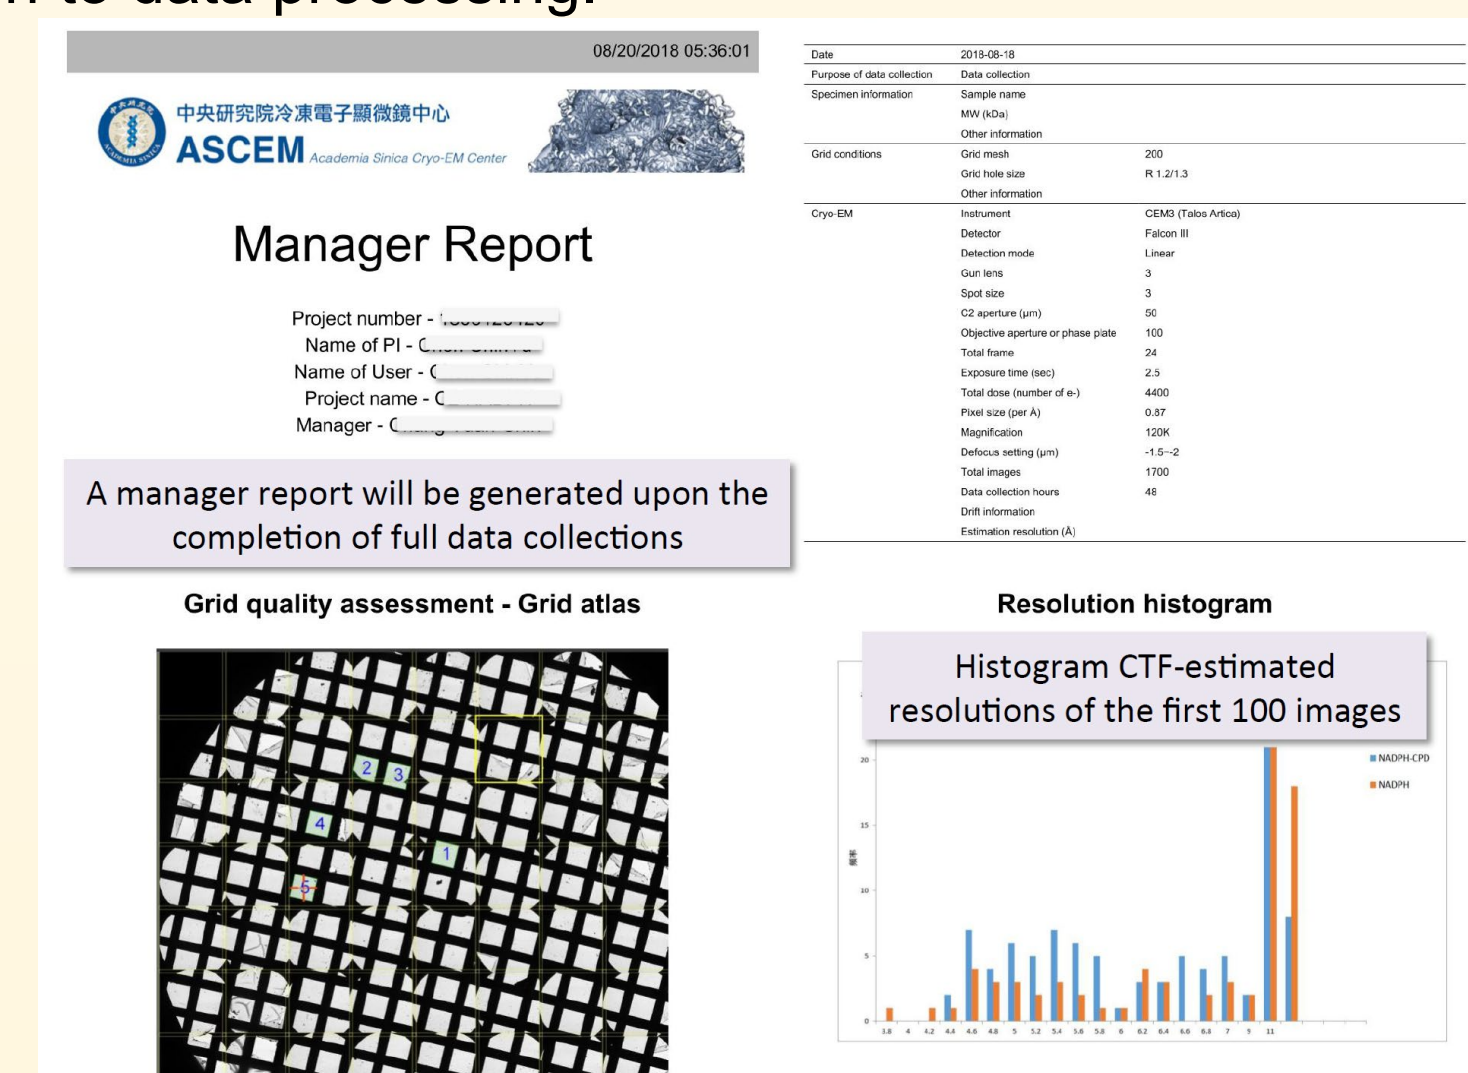 n to data processing.
08/20/2018 05:36:01
中央研究院冷凍電子顯微鏡中心
ASCEM Academia Sinica Cryo-EM Center
ACADEMIA SINICA
Manager Report
Project number -
Name of PI -
Name of User -
Project name -
Manager -
A manager report will be generated upon the
completion of full data collections
Date 2018-08-18
Purpose of data collection Data collection
Specimen information Sample name
MW (kDa)
Other information
Grid conditions Grid mesh 200
Grid hole size R 1.2/1.3
Other information
Cryo-EM Instrument CEM3 (Talos Artica)
Detector Falcon III
Detection mode Linear
Gun lens 3
Spot size 3
C2 aperture (μm) 50
Objective aperture or phase plate 100
Total frame 24
Exposure time (sec) 2.5
Total dose (number of e-) 4400
Pixel size (per Å) 0.87
Magnification 120K
Defocus setting (μm) -1.5~-2
Total images 1700
Data collection hours 48
Drift information
Estimation resolution (Å)
Grid quality assessment - Grid atlas
2 3
4
1
5
Resolution histogram
Histogram CTF-estimated
resolutions of the first 100 images
20
15
10
5
0
頻率
NADPH-CPD
NADPH
3.8 4 4.2 4.4 4.6 4.8 5 5.2 5.4 5.6 5.8 6 6.2 6.4 6.6 6.8 7 9 11